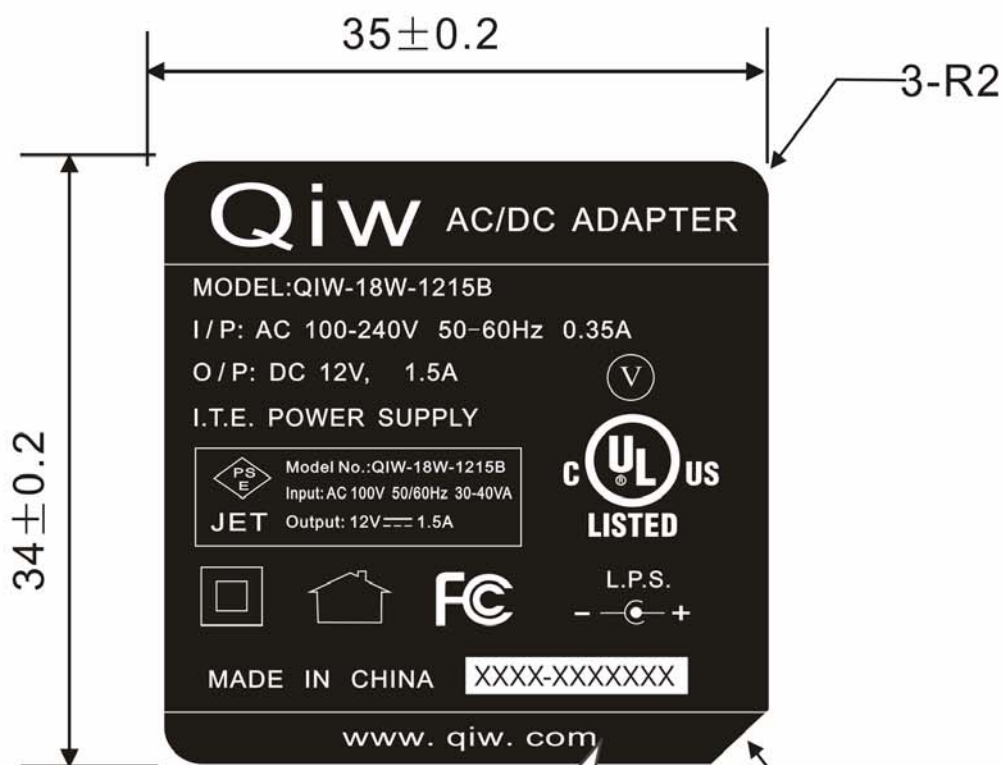 35±0.2
3-R2
34±0.2
Qiw AC/DC ADAPTER
MODEL:QIW-18W-1215B
I/P: AC 100-240V 50-60Hz 0.35A
O/P: DC 12V, 1.5A
V
I.T.E. POWER SUPPLY
C UL ® US
LISTED
PS
E
JET
Model No.:QIW-18W-1215B
Input: AC 100V 50/60Hz 30-40VA
Output: 12V⎓1.5A
FC
L.P.S.
- +
MADE IN CHINA XXXX-XXXXXXX
www. qiw. com